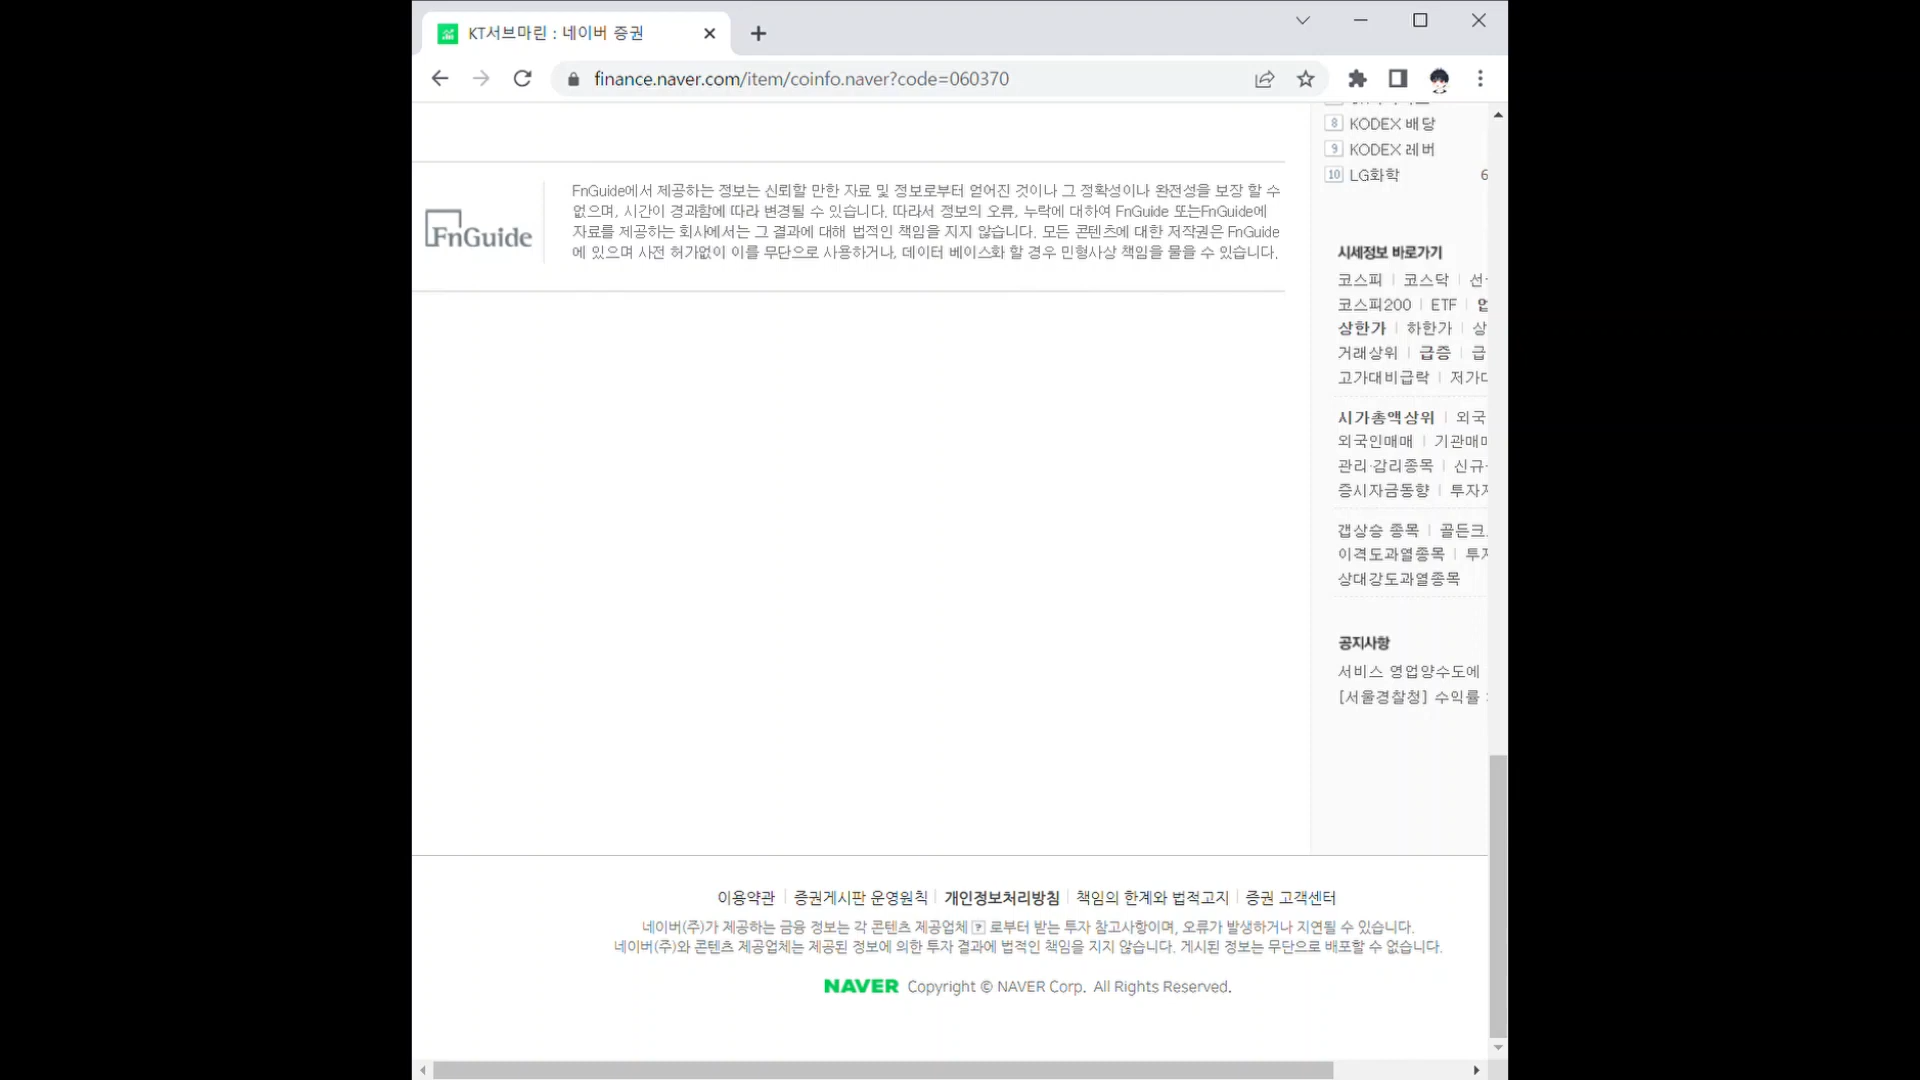 KT서브마린 : 네이버 증권
finance.naver.com/item/coinfo.naver?code=060370
8 KODEX 배당
9 KODEX 레버
10 LG화학 6
FnGuide
FnGuide에서 제공하는 정보는 신뢰할 만한 자료 및 정보로부터 얻어진 것이나 그 정확성이나 완전성을 보장 할 수
없으며, 시간이 경과함에 따라 변경될 수 있습니다. 따라서 정보의 오류, 누락에 대하여 FnGuide 또는FnGuide에
자료를 제공하는 회사에서는 그 결과에 대해 법적인 책임을 지지 않습니다. 모든 콘텐츠에 대한 저작권은 FnGuide
에 있으며 사전 허가없이 이를 무단으로 사용하거나, 데이터 베이스화 할 경우 민형사상 책임을 물을 수 있습니다.
시세정보 바로가기
코스피 | 코스닥 | 선
코스피200 | ETF |
상한가 | 하한가 | 상
거래상위 | 급증 | 급
고가대비급락 | 저가
시가총액상위 | 외국
외국인매매 | 기관매
관리·감리종목 | 신규
증시자금동향 | 투자
갭상승 종목 | 골든크
이격도과열종목 | 투
상대강도과열종목
공지사항
서비스 영업양수도에
[서울경찰청] 수익률
이용약관 | 증권게시판 운영원칙 | 개인정보처리방침 | 책임의 한계와 법적고지 | 증권 고객센터
네이버(주)가 제공하는 금융 정보는 각 콘텐츠 제공업체 ? 로부터 받는 투자 참고사항이며, 오류가 발생하거나 지연될 수 있습니다.
네이버(주)와 콘텐츠 제공업체는 제공된 정보에 의한 투자 결과에 법적인 책임을 지지 않습니다. 게시된 정보는 무단으로 배포할 수 없습니다.
NAVER Copyright © NAVER Corp. All Rights Reserved.